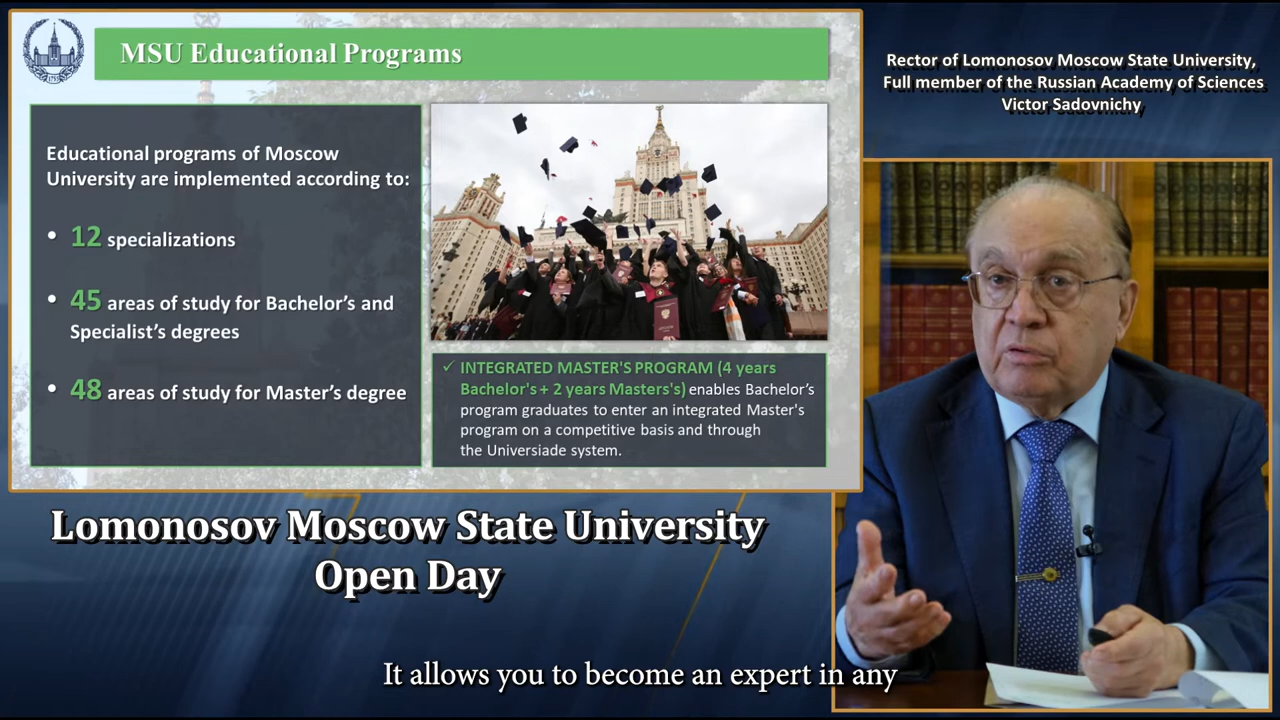 MSU Educational Programs
Educational programs of Moscow
University are implemented according to:
• 12 specializations
• 45 areas of study for Bachelor's and
Specialist's degrees
• 48 areas of study for Master's degree
✓ INTEGRATED MASTER'S PROGRAM (4 years
Bachelor's + 2 years Masters's) enables Bachelor's
program graduates to enter an integrated Master's
program on a competitive basis and through
the Universiade system.
Rector of Lomonosov Moscow State University,
Full member of the Russian Academy of Sciences
Victor Sadovnichy
Lomonosov Moscow State University
Open Day
It allows you to become an expert in any